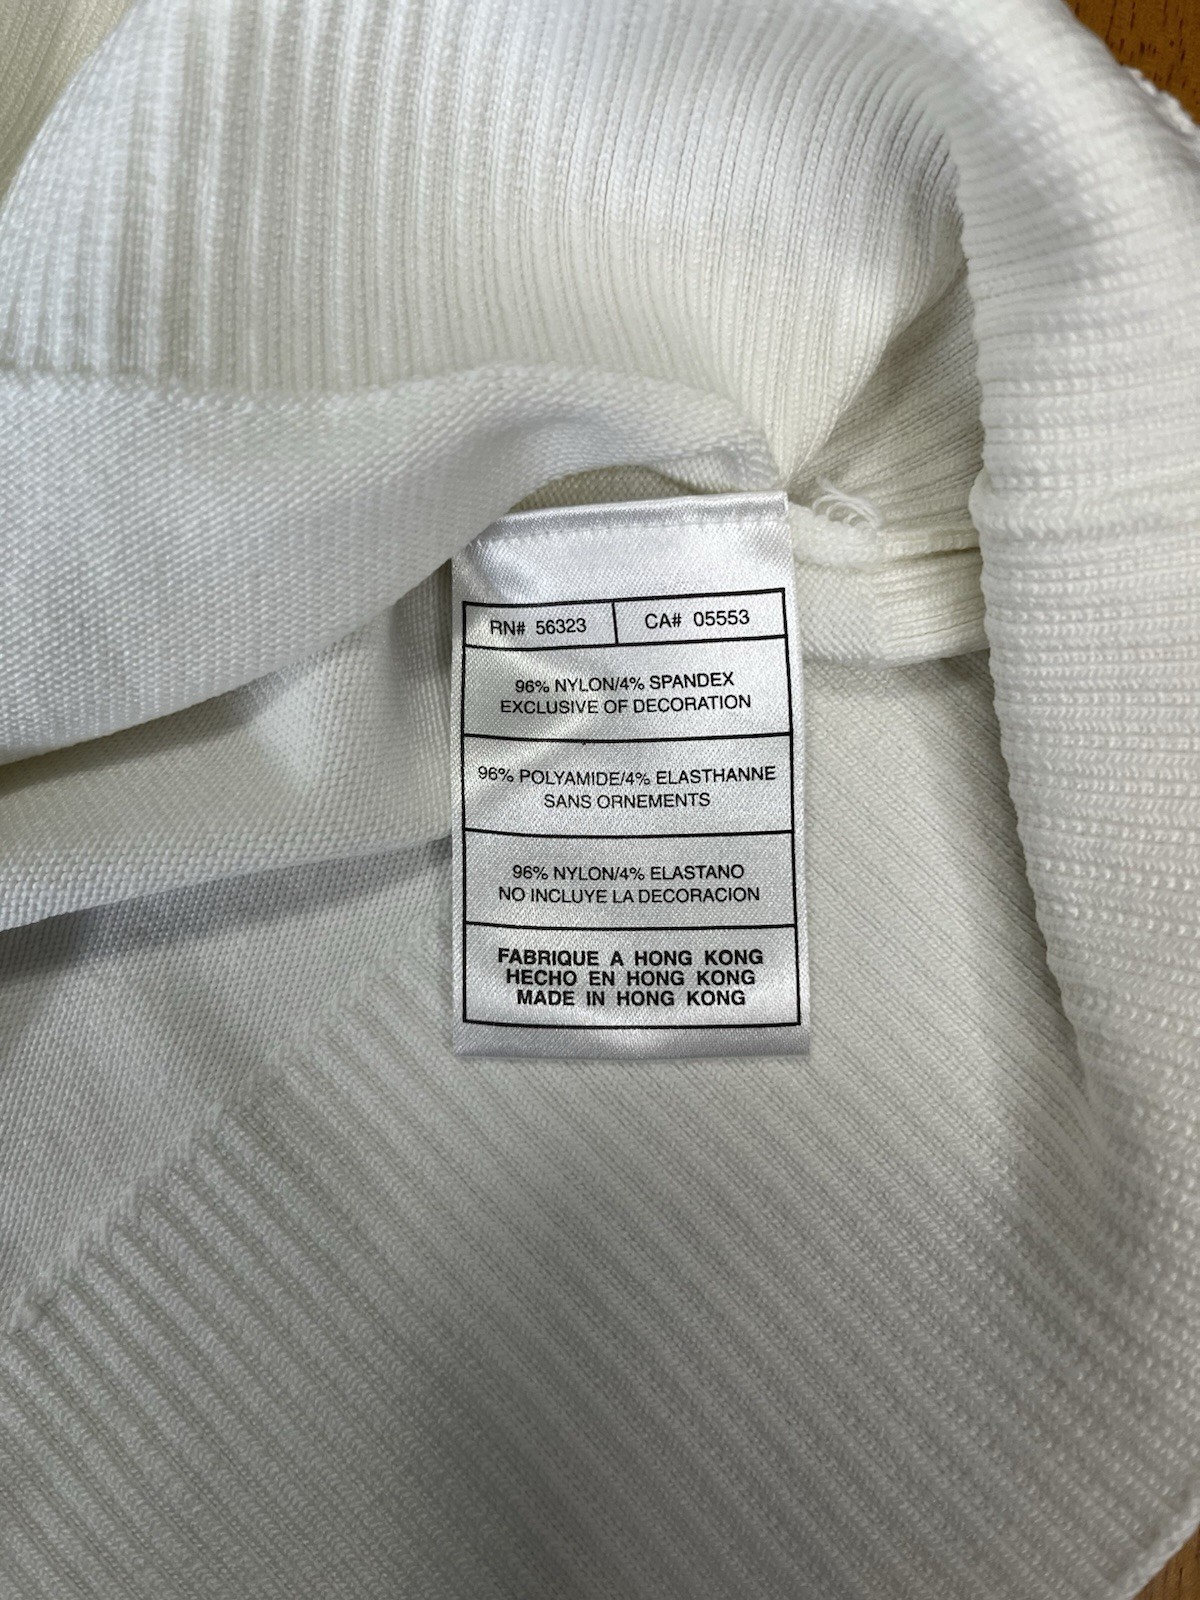 RN# 56323 CA# 05553
96% NYLON/4% SPANDEX
EXCLUSIVE OF DECORATION
96% POLYAMIDE/4% ELASTHANNE
SANS ORNEMENTS
96% NYLON/4% ELASTANO
NO INCLUYE LA DECORACION
FABRIQUE A HONG KONG
HECHO EN HONG KONG
MADE IN HONG KONG